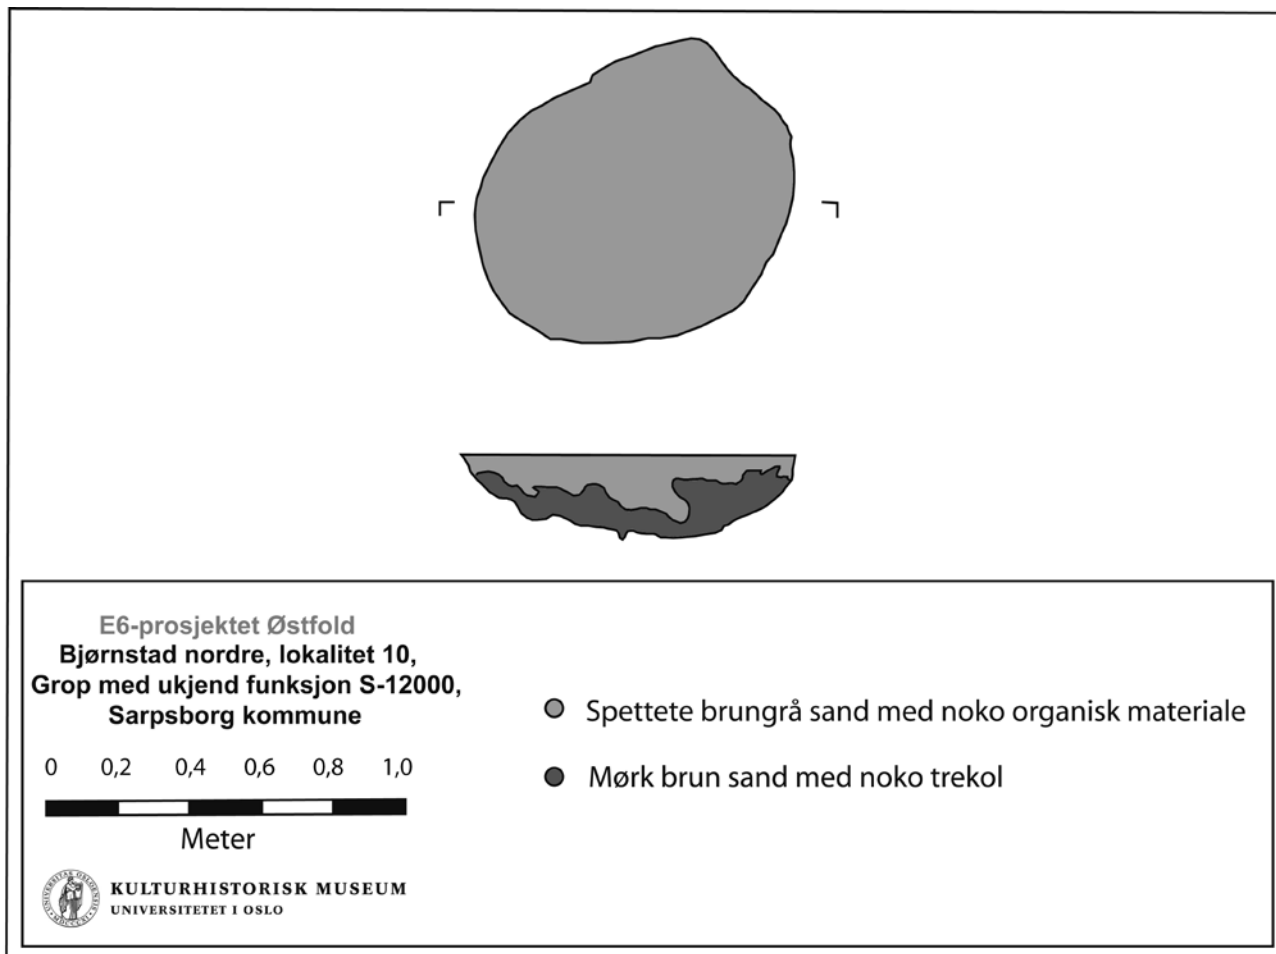 E6-prosjektet Østfold
Bjørnstad nordre, lokalitet 10,
Grop med ukjend funksjon S-12000,
Sarpsborg kommune
0 0,2 0,4 0,6 0,8 1,0
Meter
KULTURHISTORISK MUSEUM
UNIVERSITETET I OSLO
Spettete brungrå sand med noko organisk materiale
Mørk brun sand med noko trekol